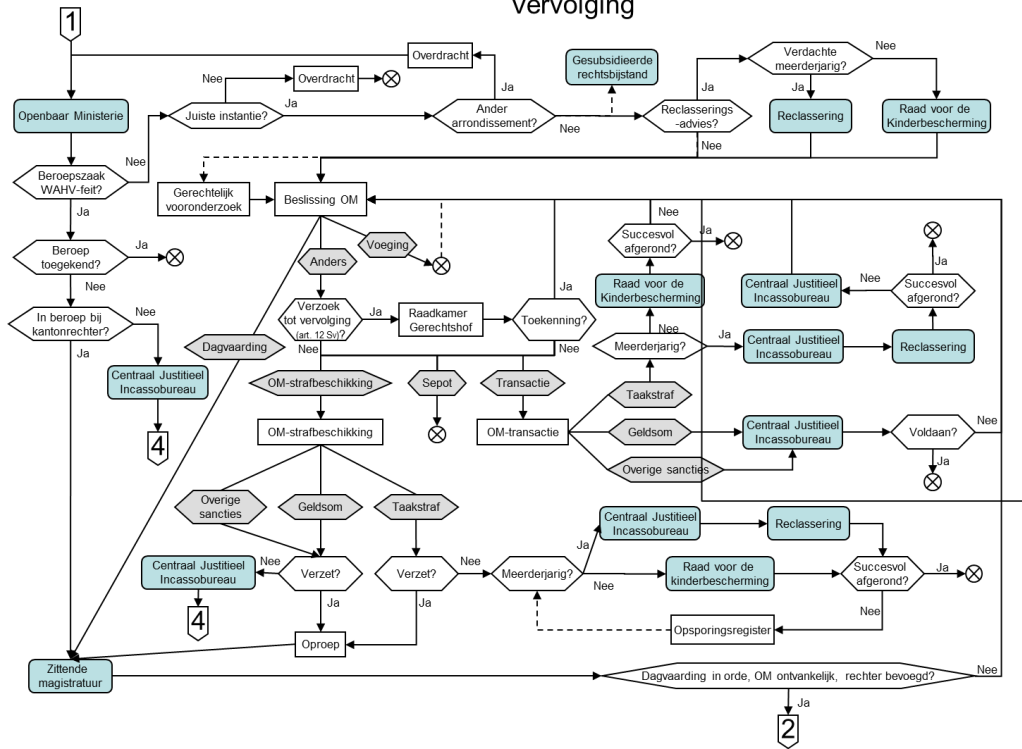 Vervolging
1
Overdracht
Verdachte
meerderjarig?
Nee
Gesubsidieerde
rechtsbijstand
Nee
Overdracht
Ja
Ja
Ja
Openbaar Ministerie
Juiste instantie?
Ja
Ander
arrondissement?
Nee
Reclasserings
-advies?
Reclassering
Raad voor de
Kinderbescherming
Nee
Nee
Beroepszaak
WAHV-feit?
Gerechtelijk
vooronderzoek
Beslissing OM
Ja
Nee
Succesvol
afgerond?
Ja
Beroep
toegekend?
Ja
Voeging
Anders
Ja
Nee
Raad voor de
Kinderbescherming
Centraal Justitieel
Incassobureau
Nee
Succesvol
afgerond?
Ja
In beroep bij
kantonrechter?
Nee
Verzoek
tot vervolging
(art. 12 Sv)?
Ja
Raadkamer
Gerechtshof
Toekenning?
Nee
Nee
Nee
Meerderjarig?
Ja
Centraal Justitieel
Incassobureau
Reclassering
Ja
Dagvaarding
Centraal Justitieel
Incassobureau
OM-strafbeschikking
Sepot
Transactie
Taakstraf
4
OM-strafbeschikking
OM-transactie
Geldsom
Centraal Justitieel
Incassobureau
Voldaan?
Nee
Ja
Overige sancties
Overige
sancties
Geldsom
Taakstraf
Centraal Justitieel
Incassobureau
Reclassering
Ja
Centraal Justitieel
Incassobureau
Nee
Verzet?
Verzet?
Nee
Meerderjarig?
Nee
Raad voor de
kinderbescherming
Succesvol
afgerond?
Ja
4
Ja
Ja
Nee
Opsporingsregister
Oproep
Zittende
magistratuur
Dagvaarding in orde, OM ontvankelijk, rechter bevoegd?
Nee
Ja
2